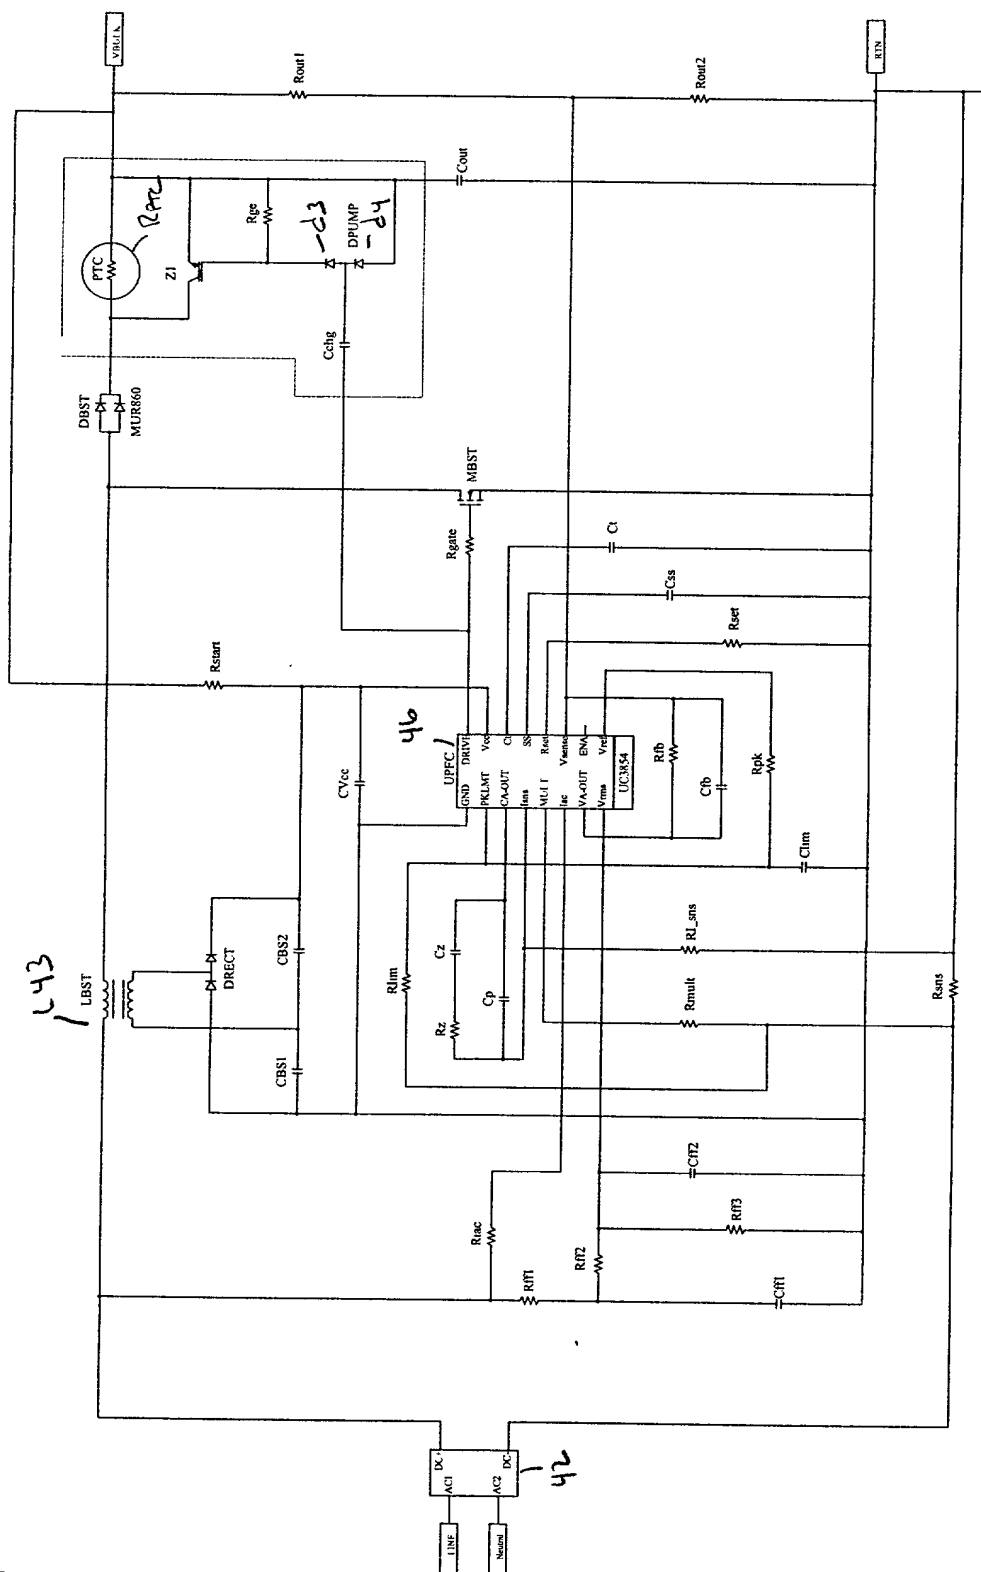 VBULK
Rout1
Rout2
RTN
Cout
PTC
RPTC
Z1
Rge
d3
DPUMP
d4
Cchg
DBST
MUR860
MBST
Rgate
Ct
Css
Rset
Rstart
46
UPFC
CVcc
GND
PKLMT
CA-OUT
Isns
MULT
Iac
VA-OUT
Vrms
DRIVE
Vcc
Ct
SS
Rset
Vsense
ENA
Vref
UC3854
Rfb
Cfb
Rpk
Clim
L43
LBST
DRECT
CBS2
CBS1
Rlim
Cz
Rz
Cp
RI_sns
Rmult
Rsns
Riac
Rff1
Rff2
Cff2
Rff3
Cff1
DC+
DC-
AC1
AC2
42
LINE
Neutral